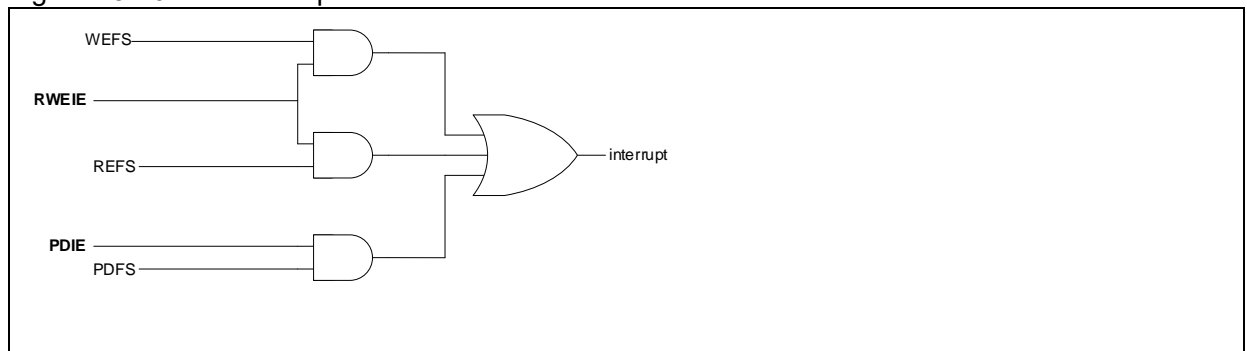 WEFS
RWEIE
REFS
interrupt
PDIE
PDFS